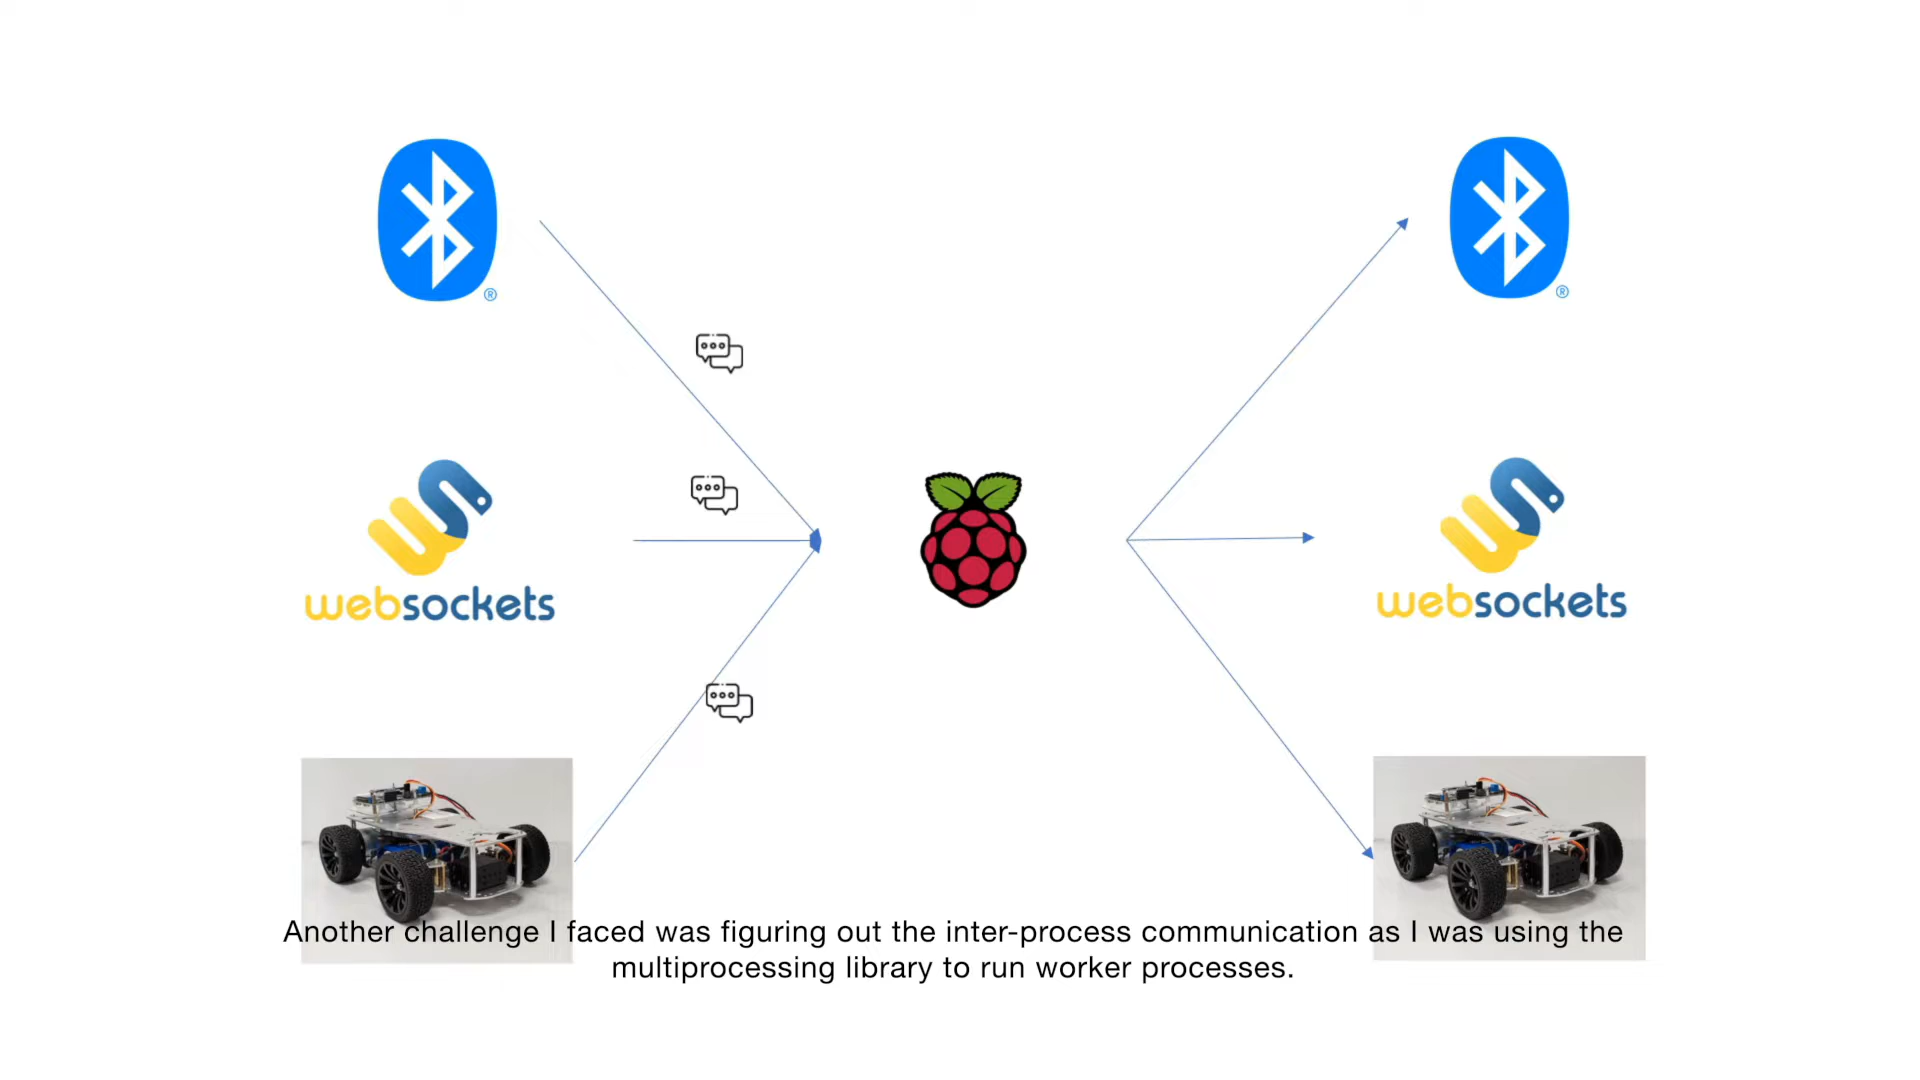 ®
®
websockets
websockets
Another challenge I faced was figuring out the inter-process communication as I was using the
multiprocessing library to run worker processes.